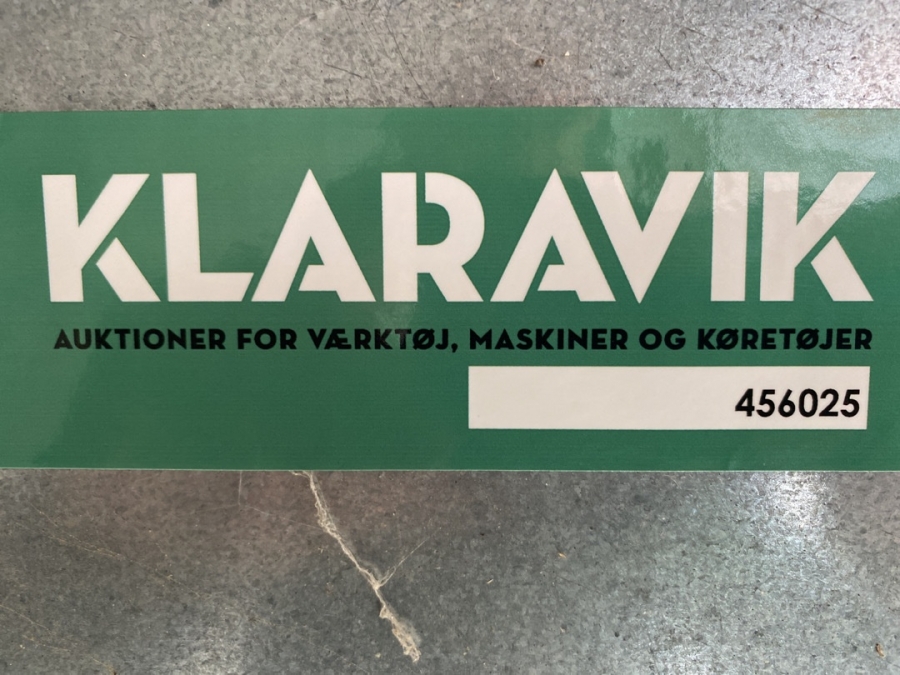 KLARAVIK
AUKTIONER FOR VÆRKTØJ, MASKINER OG KØRETØJER
456025